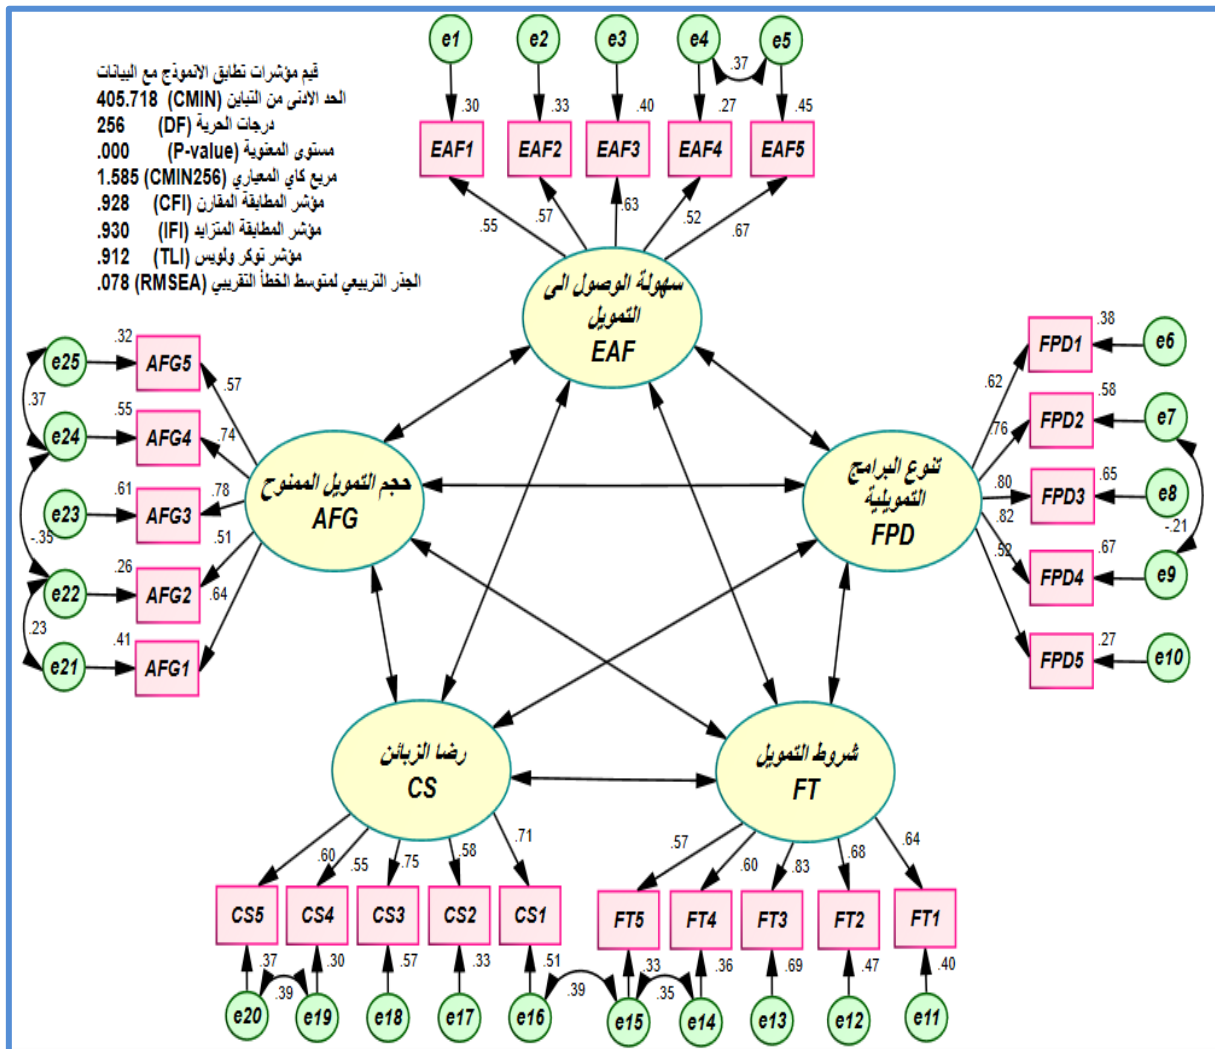 قيم مؤشرات تطابق الانموذج مع البيانات
الحد الادنى من التباين (CMIN) 405.718
درجات الحرية (DF) 256
مستوى المعنوية (P-value) .000
مربع كاي المعياري (CMIN256) 1.585
مؤشر المطابقة المقارن (CFI) .928
مؤشر المطابقة المتزايد (IFI) .930
مؤشر توكر ولويس (TLI) .912
الجذر التربيعي لمتوسط الخطأ التقريبي (RMSEA) .078
e1 e2 e3 e4 e5
.37
.30 .33 .40 .27 .45
EAF1 EAF2 EAF3 EAF4 EAF5
.55 .57 .63 .52 .67
سهولة الوصول الى
التمويل
EAF
e25 .32 AFG5 .57
.37
e24 .55 AFG4 .74
e23 .61 AFG3 .78
-.35
e22 .26 AFG2 .51
.23
e21 .41 AFG1 .64
حجم التمويل الممنوح
AFG
تنوع البرامج
التمويلية
FPD
.62 FPD1 .38 e6
.76 FPD2 .58 e7
.80 FPD3 .65 e8
-.21
.82 FPD4 .67 e9
.52 FPD5 .27 e10
رضا الزبائن
CS
شروط التمويل
FT
.60 .55 .75 .58 .71
CS5 CS4 CS3 CS2 CS1
.37 .30 .57 .33 .51
.39
e20 e19 e18 e17 e16
.39
.57 .60 .83 .68 .64
FT5 FT4 FT3 FT2 FT1
.33 .36 .69 .47 .40
.35
e15 e14 e13 e12 e11